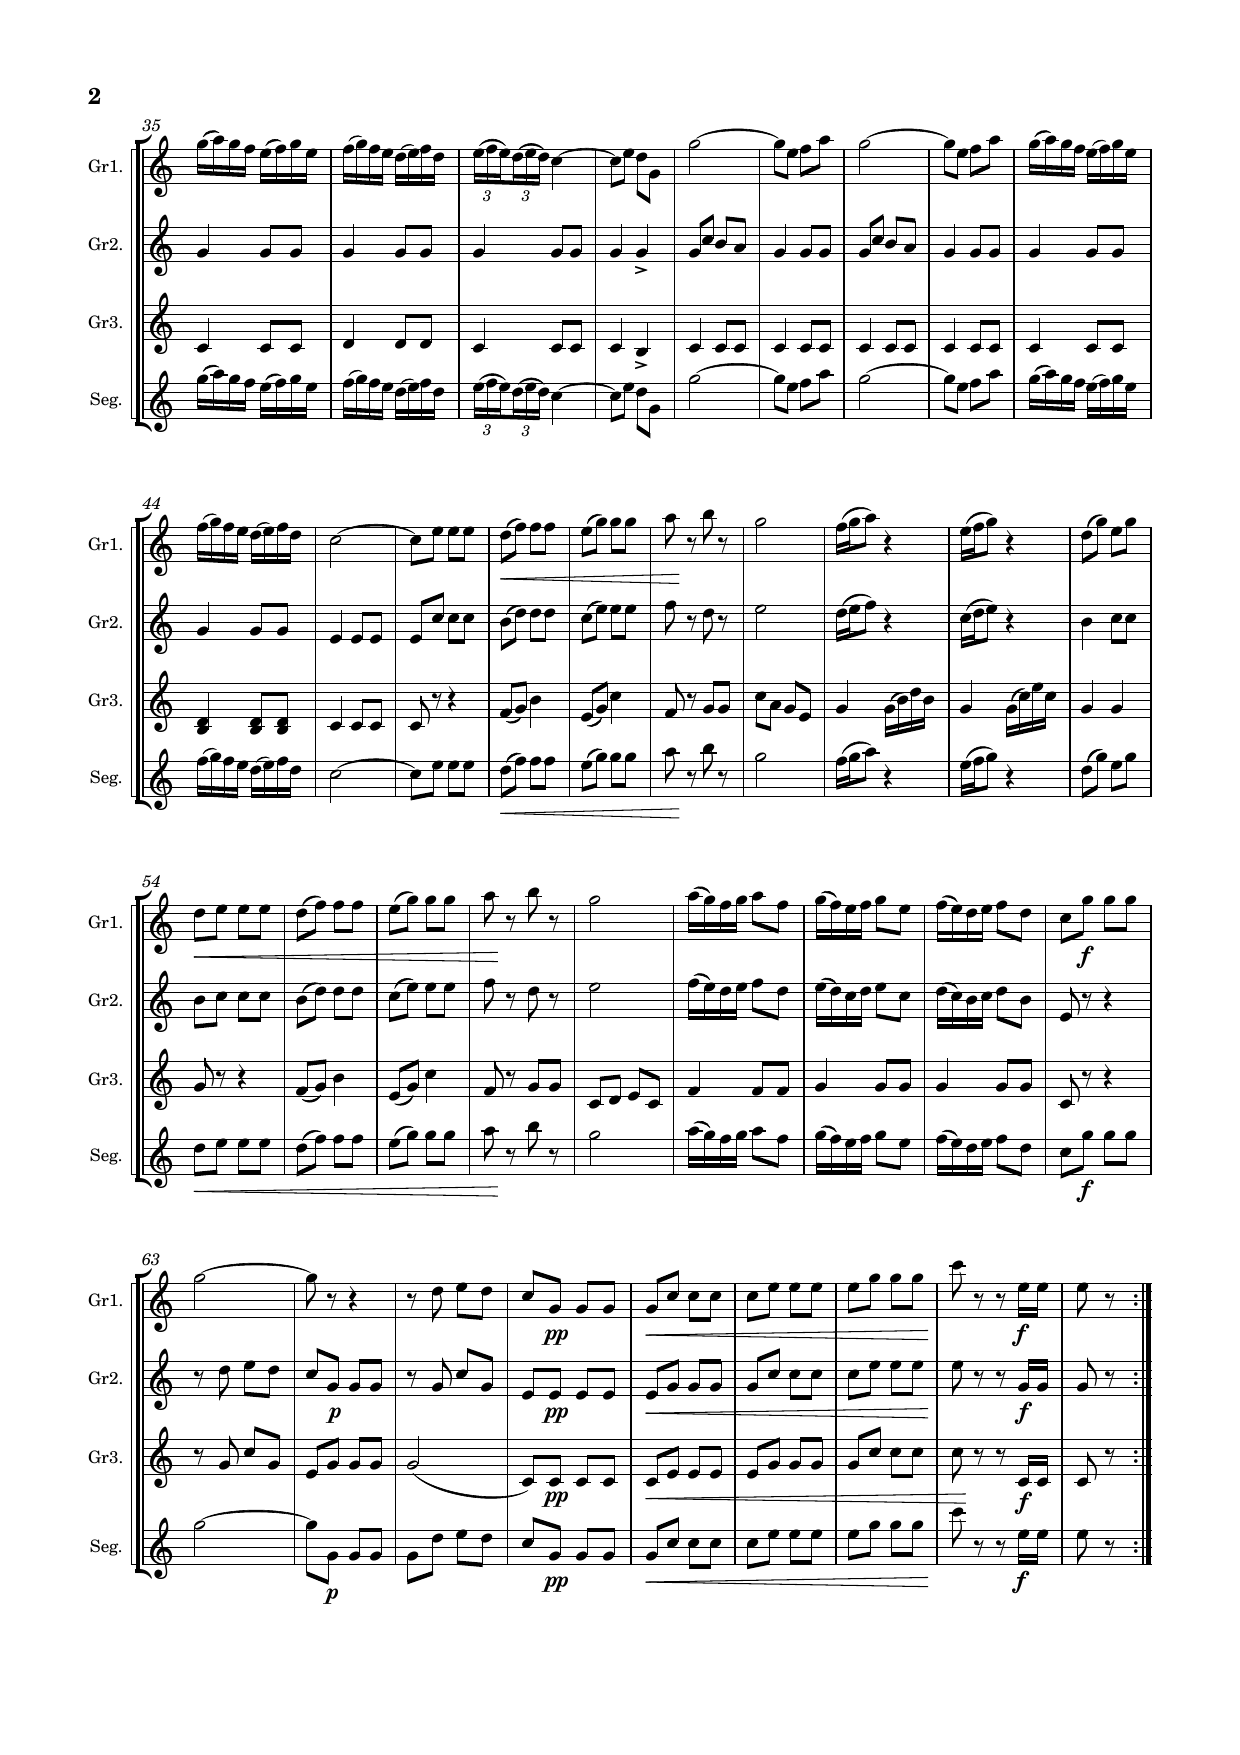 2
35
Gr1.
Gr2.
Gr3.
Seg.
3 3
3 3
44
Gr1.
Gr2.
Gr3.
Seg.
54
Gr1.
f
Gr2.
Gr3.
Seg.
f
63
Gr1.
pp f
Gr2.
p pp f
Gr3.
pp f
Seg.
p pp f